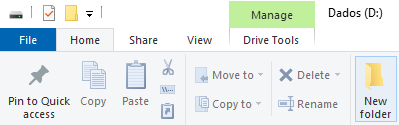 Manage Dados (D:)
File Home Share View Drive Tools
Pin to Quick
access
Copy
Paste
Move to
Copy to
Delete
Rename
New
folder